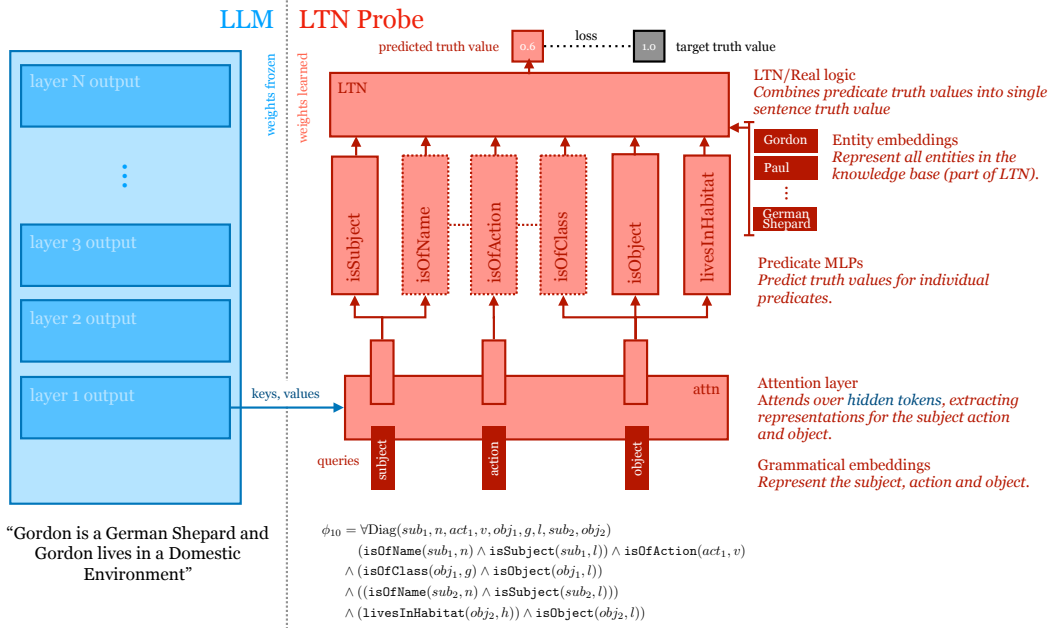 LLM
LTN Probe
layer N output
...
layer 3 output
layer 2 output
layer 1 output
"Gordon is a German Shepard and
Gordon lives in a Domestic
Environment"
weights frozen
weights learned
predicted truth value
0.6
loss
1.0
target truth value
LTN
isSubject
isOfName
isOfAction
isOfClass
isObject
livesInHabitat
keys, values
attn
queries
subject
action
object
LTN/Real logic
Combines predicate truth values into single
sentence truth value
Gordon
Paul
...
German
Shepard
Entity embeddings
Represent all entities in the
knowledge base (part of LTN).
Predicate MLPs
Predict truth values for individual
predicates.
Attention layer
Attends over hidden tokens, extracting
representations for the subject action
and object.
Grammatical embeddings
Represent the subject, action and object.
ϕ₁₀ = ∀Diag(sub₁, n, act₁, v, obj₁, g, l, sub₂, obj₂)
(isOfName(sub₁, n) ∧ isSubject(sub₁, l)) ∧ isOfAction(act₁, v)
∧ (isOfClass(obj₁, g) ∧ isObject(obj₁, l))
∧ ((isOfName(sub₂, n) ∧ isSubject(sub₂, l)))
∧ (livesInHabitat(obj₂, h)) ∧ isObject(obj₂, l))